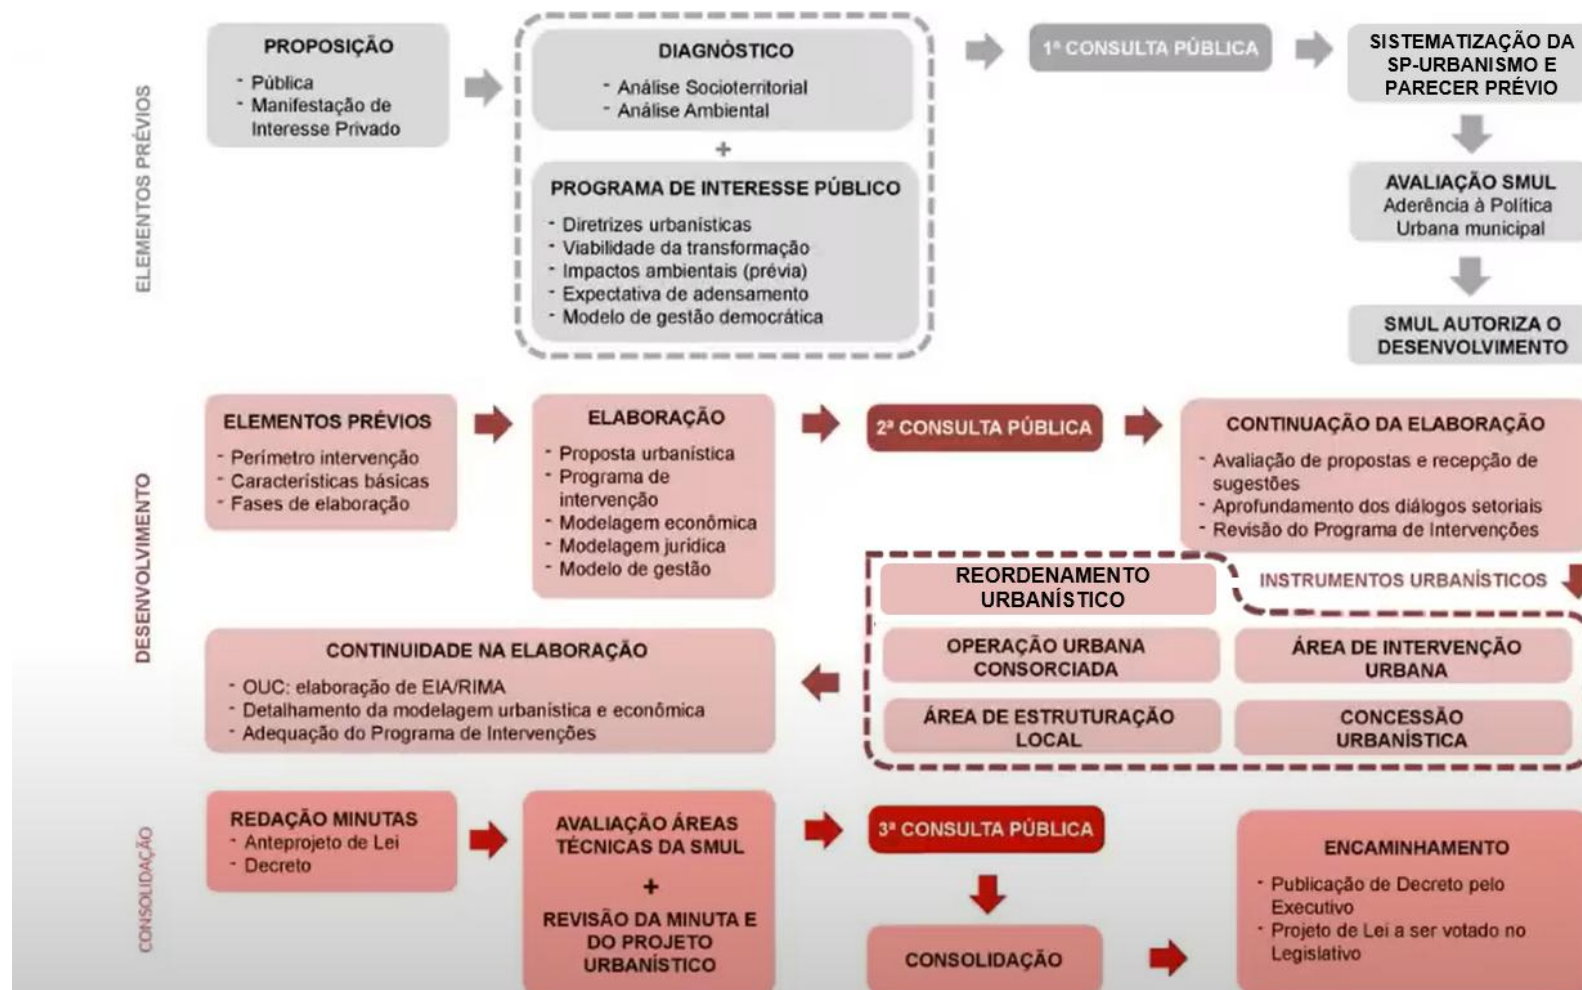 ELEMENTOS PRÉVIOS
PROPOSIÇÃO
- Pública
- Manifestação de
Interesse Privado
DIAGNÓSTICO
- Análise Socioterritorial
- Análise Ambiental
+
PROGRAMA DE INTERESSE PÚBLICO
- Diretrizes urbanísticas
- Viabilidade da transformação
- Impactos ambientais (prévia)
- Expectativa de adensamento
- Modelo de gestão democrática
1ª CONSULTA PÚBLICA
SISTEMATIZAÇÃO DA
SP-URBANISMO E
PARECER PRÉVIO
AVALIAÇÃO SMUL
Aderência à Política
Urbana municipal
SMUL AUTORIZA O
DESENVOLVIMENTO
DESENVOLVIMENTO
ELEMENTOS PRÉVIOS
- Perímetro intervenção
- Características básicas
- Fases de elaboração
ELABORAÇÃO
- Proposta urbanística
- Programa de
intervenção
- Modelagem econômica
- Modelagem jurídica
- Modelo de gestão
2ª CONSULTA PÚBLICA
CONTINUAÇÃO DA ELABORAÇÃO
- Avaliação de propostas e recepção de
sugestões
- Aprofundamento dos diálogos setoriais
- Revisão do Programa de Intervenções
INSTRUMENTOS URBANÍSTICOS
REORDENAMENTO
URBANÍSTICO
OPERAÇÃO URBANA
CONSORCIADA
ÁREA DE INTERVENÇÃO
URBANA
ÁREA DE ESTRUTURAÇÃO
LOCAL
CONCESSÃO
URBANÍSTICA
CONTINUIDADE NA ELABORAÇÃO
- OUC: elaboração de EIA/RIMA
- Detalhamento da modelagem urbanística e econômica
- Adequação do Programa de Intervenções
CONSOLIDAÇÃO
REDAÇÃO MINUTAS
- Anteprojeto de Lei
- Decreto
AVALIAÇÃO ÁREAS
TÉCNICAS DA SMUL
+
REVISÃO DA MINUTA E
DO PROJETO
URBANÍSTICO
3ª CONSULTA PÚBLICA
CONSOLIDAÇÃO
ENCAMINHAMENTO
- Publicação de Decreto pelo
Executivo
- Projeto de Lei a ser votado no
Legislativo